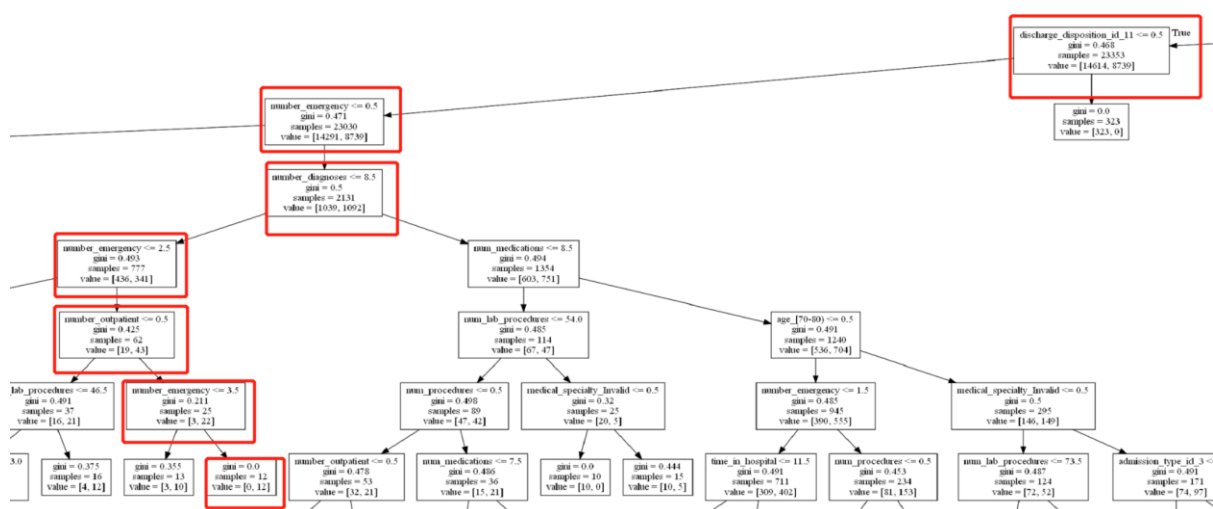 discharge_disposition_id_11 <= 0.5
gini = 0.468
samples = 23353
value = [14614, 8739]
True
gini = 0.0
samples = 323
value = [323, 0]
number_emergency <= 0.5
gini = 0.471
samples = 23030
value = [14291, 8739]
number_diagnoses <= 8.5
gini = 0.5
samples = 2131
value = [1039, 1092]
number_emergency <= 2.5
gini = 0.493
samples = 777
value = [436, 341]
num_medications <= 8.5
gini = 0.494
samples = 1354
value = [603, 751]
number_outpatient <= 0.5
gini = 0.425
samples = 62
value = [19, 43]
num_lab_procedures <= 54.0
gini = 0.485
samples = 114
value = [67, 47]
age_[70-80) <= 0.5
gini = 0.491
samples = 1240
value = [536, 704]
_lab_procedures <= 46.5
gini = 0.491
samples = 37
value = [16, 21]
number_emergency <= 3.5
gini = 0.211
samples = 25
value = [3, 22]
num_procedures <= 0.5
gini = 0.498
samples = 89
value = [47, 42]
medical_specialty_Invalid <= 0.5
gini = 0.32
samples = 25
value = [20, 5]
number_emergency <= 1.5
gini = 0.485
samples = 945
value = [390, 555]
medical_specialty_Invalid <= 0.5
gini = 0.5
samples = 295
value = [146, 149]
3.0
gini = 0.375
samples = 16
value = [4, 12]
gini = 0.355
samples = 13
value = [3, 10]
gini = 0.0
samples = 12
value = [0, 12]
number_outpatient <= 0.5
gini = 0.478
samples = 53
value = [32, 21]
num_medications <= 7.5
gini = 0.486
samples = 36
value = [15, 21]
gini = 0.0
samples = 10
value = [10, 0]
gini = 0.444
samples = 15
value = [10, 5]
time_in_hospital <= 11.5
gini = 0.491
samples = 711
value = [309, 402]
num_procedures <= 0.5
gini = 0.453
samples = 234
value = [81, 153]
num_lab_procedures <= 73.5
gini = 0.487
samples = 124
value = [72, 52]
admission_type_id_3 <=
gini = 0.491
samples = 171
value = [74, 97]